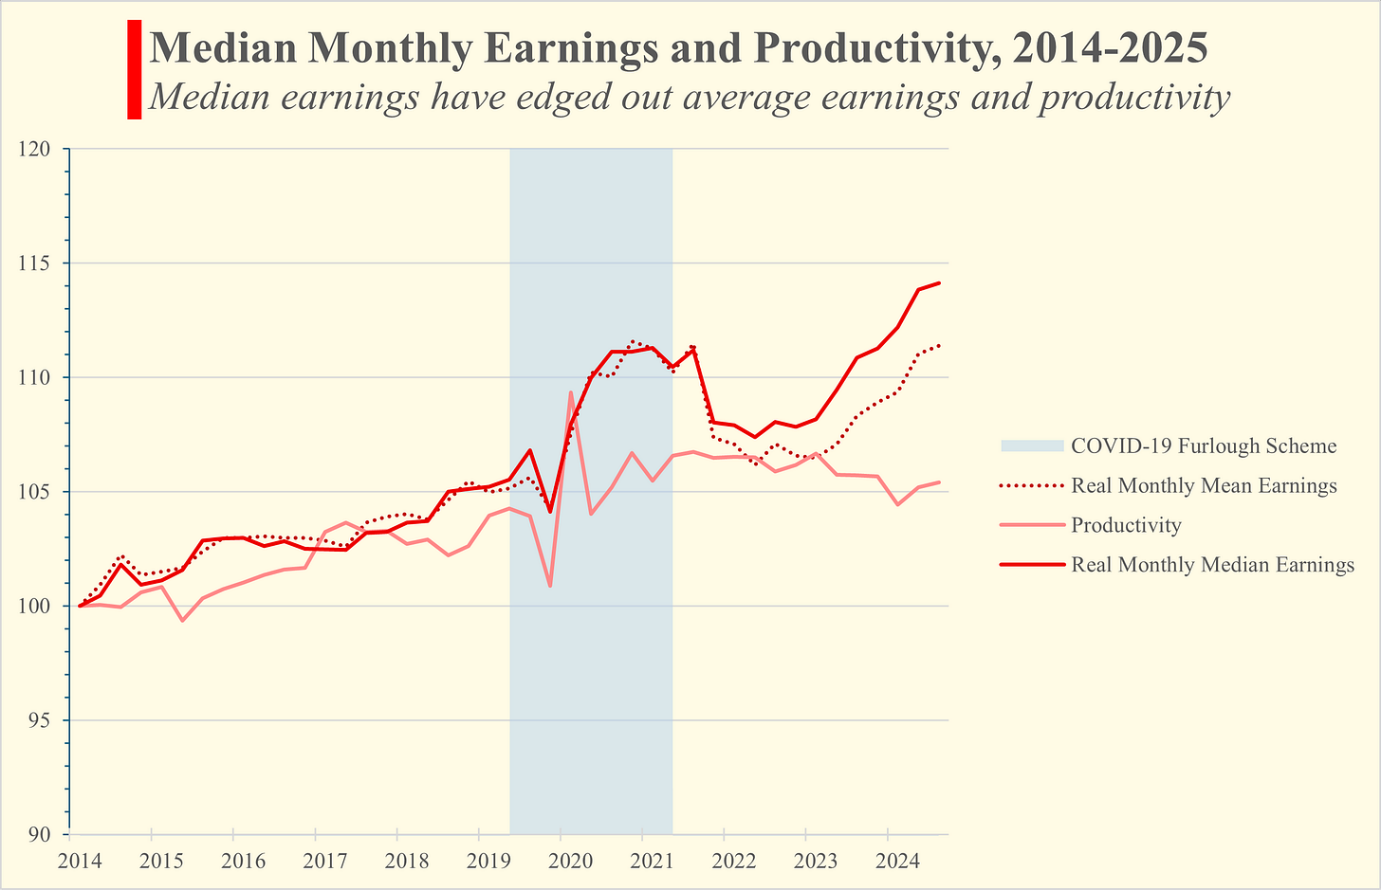 Median Monthly Earnings and Productivity, 2014-2025
Median earnings have edged out average earnings and productivity
120
115
110
105
100
95
90
2014 2015 2016 2017 2018 2019 2020 2021 2022 2023 2024
COVID-19 Furlough Scheme
Real Monthly Mean Earnings
Productivity
Real Monthly Median Earnings